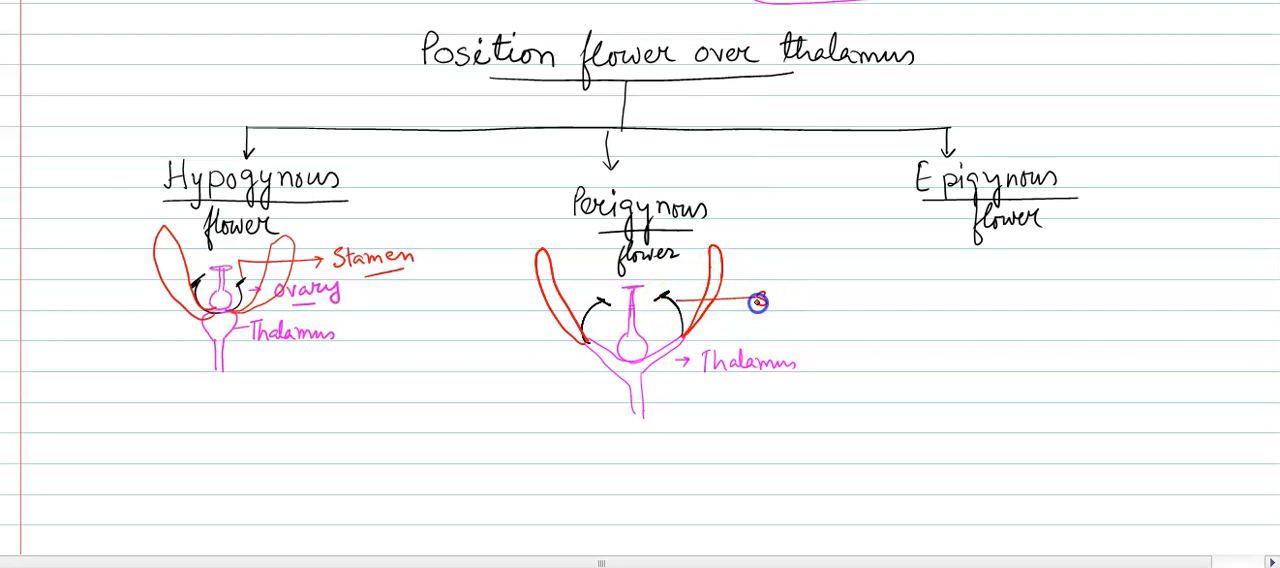 Position flower over thalamus
Hypogynous
flower
Perigynous
flower
Epigynous
flower
Stamen
ovary
Thalamus
Thalamus